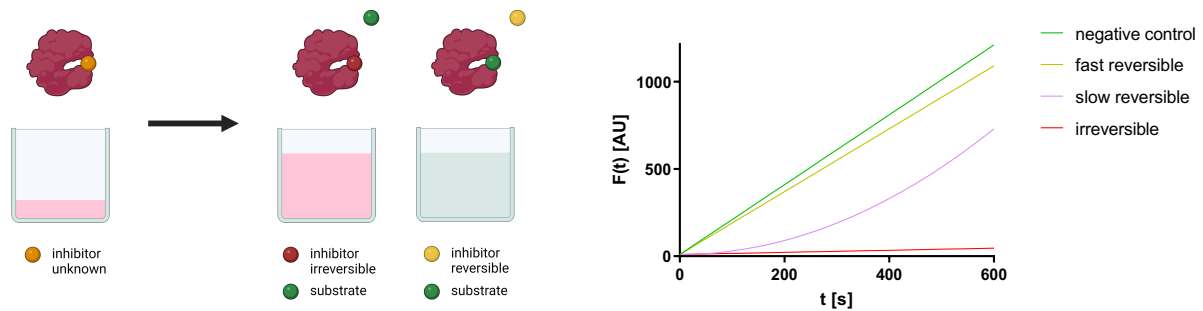 inhibitor
unknown
inhibitor
irreversible
substrate
inhibitor
reversible
substrate
F(t) [AU]
1000
500
0
0
200
400
600
t [s]
negative control
fast reversible
slow reversible
irreversible